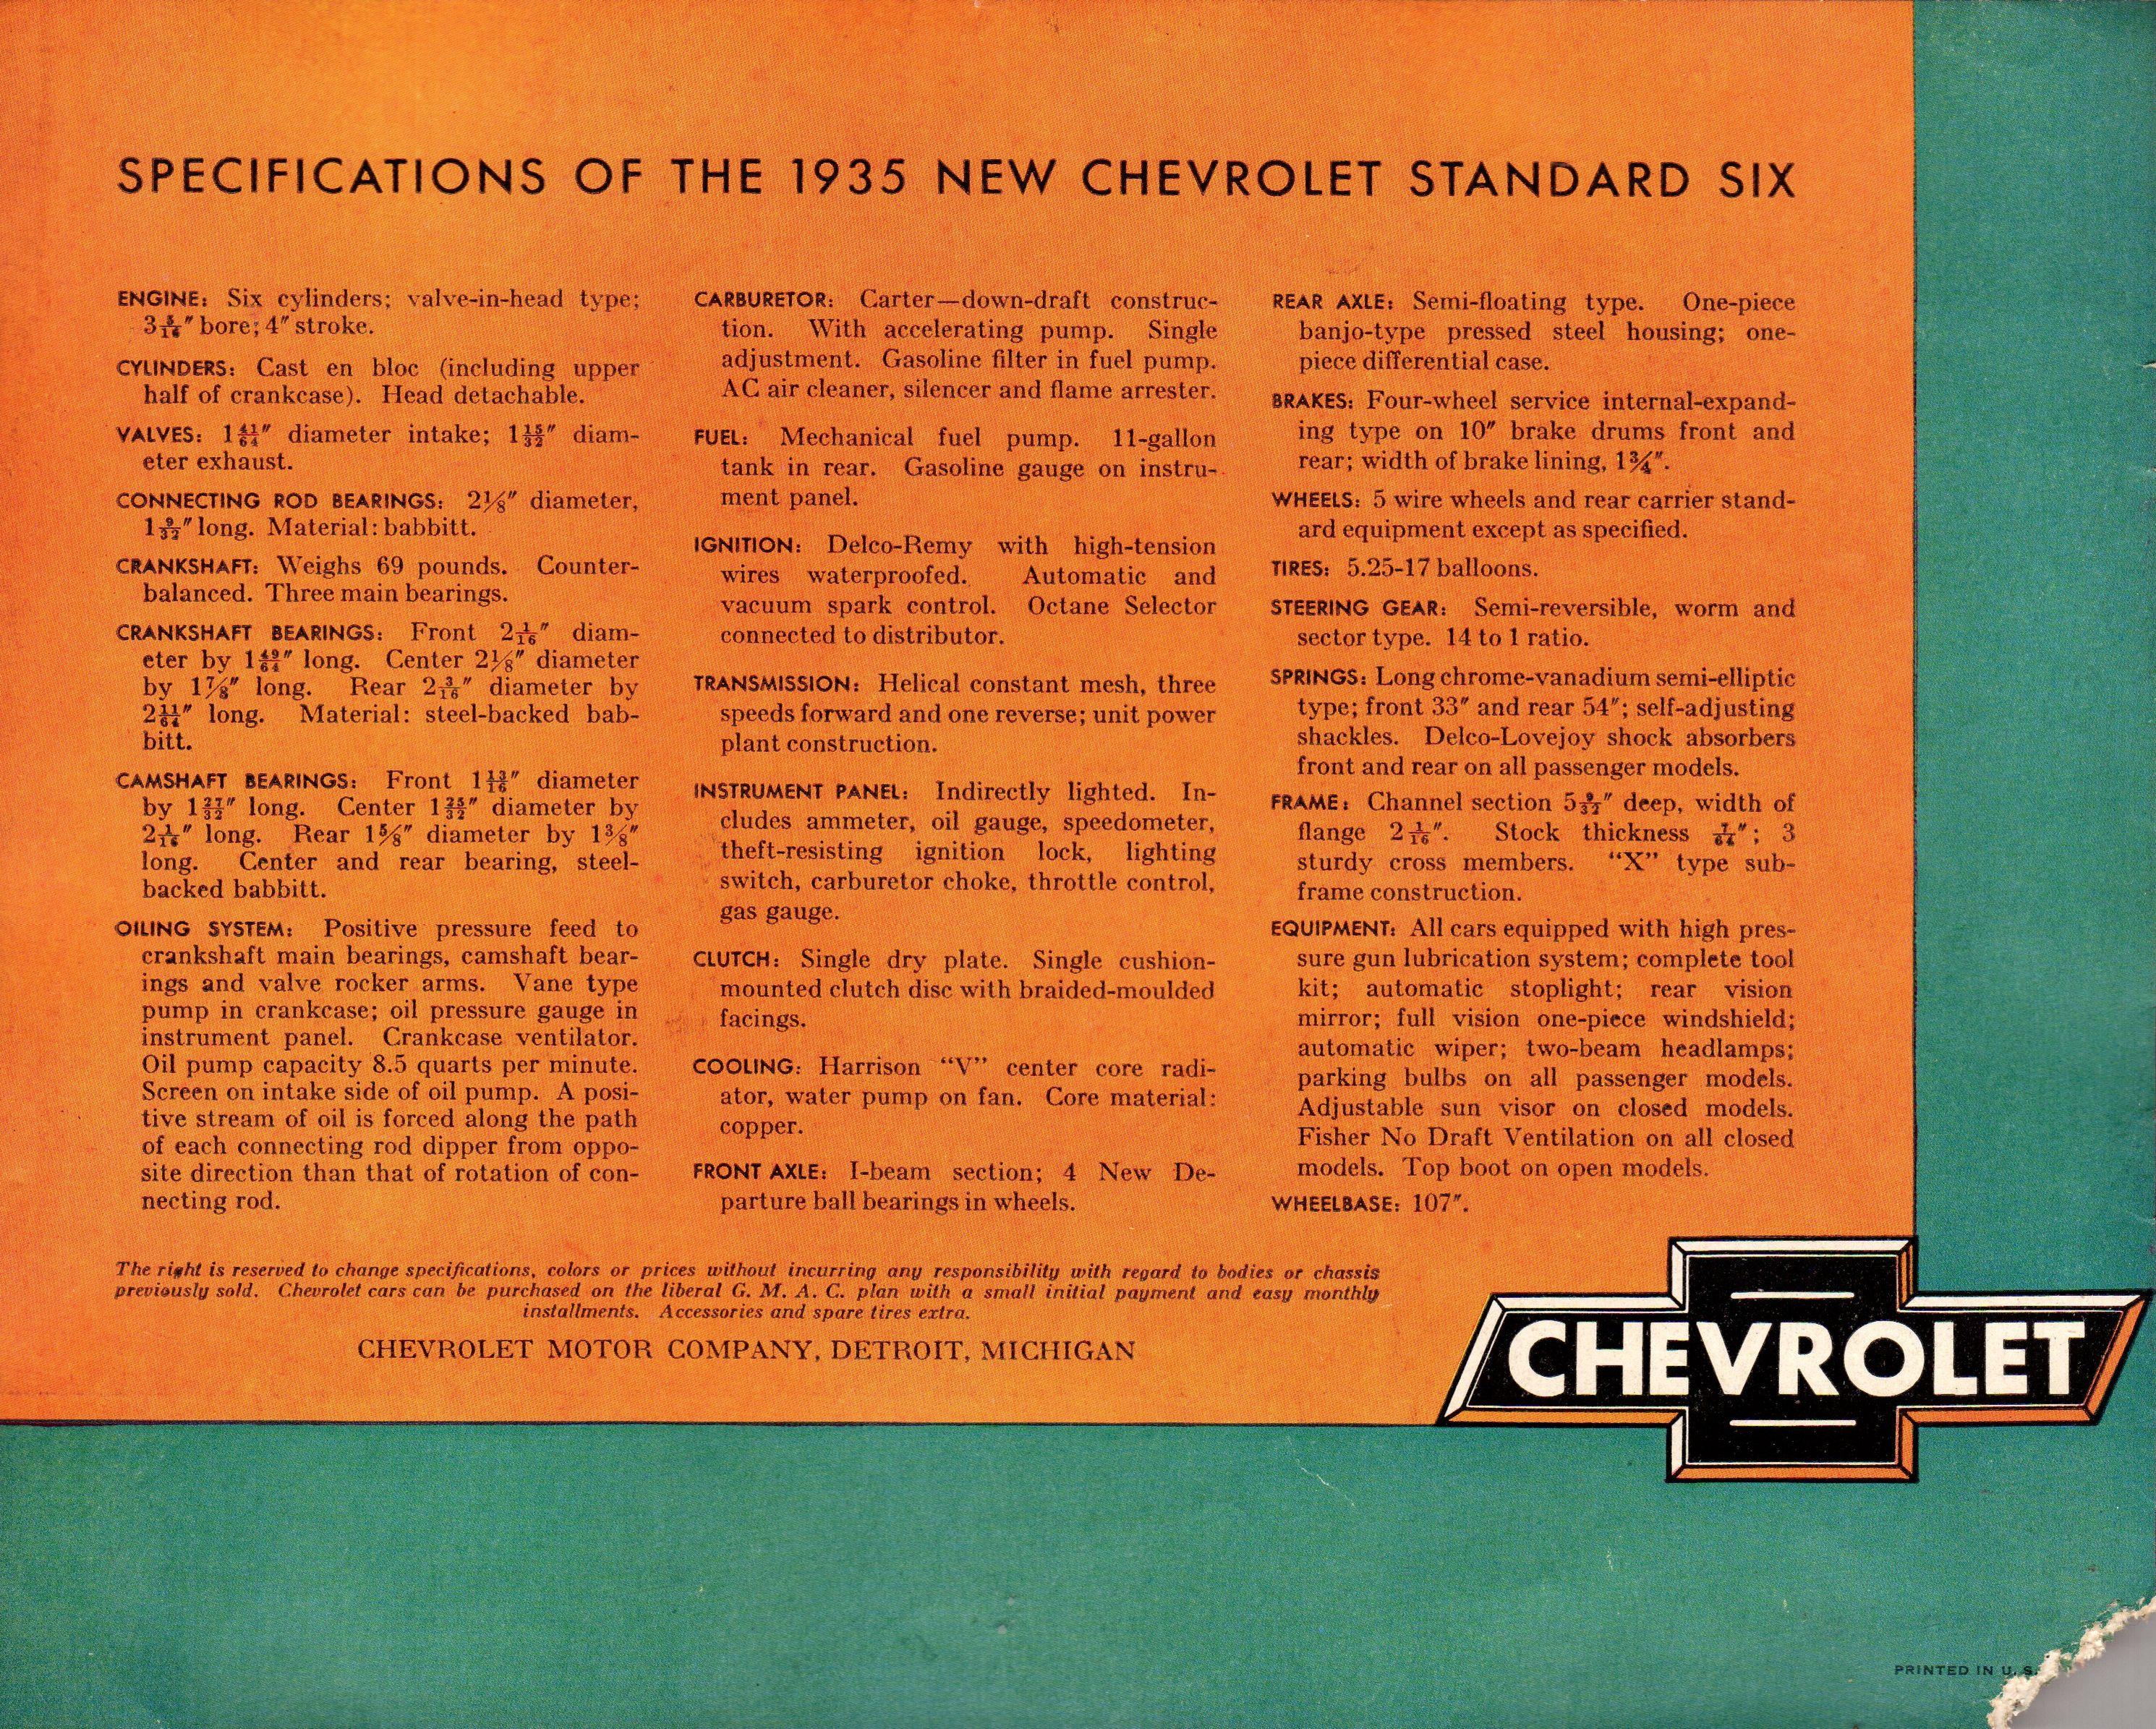 SPECIFICATIONS OF THE 1935 NEW CHEVROLET STANDARD SIX
ENGINE: Six cylinders; valve-in-head type;
3 5/16″ bore; 4″ stroke.
CYLINDERS: Cast en bloc (including upper
half of crankcase). Head detachable.
VALVES: 1 41/64″ diameter intake; 1 15/32″ diam-
eter exhaust.
CONNECTING ROD BEARINGS: 2 1/8″ diameter,
1 9/32″ long. Material: babbitt.
CRANKSHAFT: Weighs 69 pounds. Counter-
balanced. Three main bearings.
CRANKSHAFT BEARINGS: Front 2 1/16″ diam-
eter by 1 49/64″ long. Center 2 1/8″ diameter
by 1 7/8″ long. Rear 2 3/16″ diameter by
2 11/64″ long. Material: steel-backed bab-
bitt.
CAMSHAFT BEARINGS: Front 1 13/16″ diameter
by 1 27/32″ long. Center 1 25/32″ diameter by
2 1/16″ long. Rear 1 5/8″ diameter by 1 3/8″
long. Center and rear bearing, steel-
backed babbitt.
OILING SYSTEM: Positive pressure feed to
crankshaft main bearings, camshaft bear-
ings and valve rocker arms. Vane type
pump in crankcase; oil pressure gauge in
instrument panel. Crankcase ventilator.
Oil pump capacity 8.5 quarts per minute.
Screen on intake side of oil pump. A posi-
tive stream of oil is forced along the path
of each connecting rod dipper from oppo-
site direction than that of rotation of con-
necting rod.
CARBURETOR: Carter—down-draft construc-
tion. With accelerating pump. Single
adjustment. Gasoline filter in fuel pump.
AC air cleaner, silencer and flame arrester.
FUEL: Mechanical fuel pump. 11-gallon
tank in rear. Gasoline gauge on instru-
ment panel.
IGNITION: Delco-Remy with high-tension
wires waterproofed. Automatic and
vacuum spark control. Octane Selector
connected to distributor.
TRANSMISSION: Helical constant mesh, three
speeds forward and one reverse; unit power
plant construction.
INSTRUMENT PANEL: Indirectly lighted. In-
cludes ammeter, oil gauge, speedometer,
theft-resisting ignition lock, lighting
switch, carburetor choke, throttle control,
gas gauge.
CLUTCH: Single dry plate. Single cushion-
mounted clutch disc with braided-moulded
facings.
COOLING: Harrison “V” center core radi-
ator, water pump on fan. Core material:
copper.
FRONT AXLE: I-beam section; 4 New De-
parture ball bearings in wheels.
REAR AXLE: Semi-floating type. One-piece
banjo-type pressed steel housing; one-
piece differential case.
BRAKES: Four-wheel service internal-expand-
ing type on 10″ brake drums front and
rear; width of brake lining, 1 3/4″.
WHEELS: 5 wire wheels and rear carrier stand-
ard equipment except as specified.
TIRES: 5.25-17 balloons.
STEERING GEAR: Semi-reversible, worm and
sector type. 14 to 1 ratio.
SPRINGS: Long chrome-vanadium semi-elliptic
type; front 33″ and rear 54″; self-adjusting
shackles. Delco-Lovejoy shock absorbers
front and rear on all passenger models.
FRAME: Channel section 5 9/32″ deep, width of
flange 2 1/16″. Stock thickness 7/64″; 3
sturdy cross members. “X” type sub-
frame construction.
EQUIPMENT: All cars equipped with high pres-
sure gun lubrication system; complete tool
kit; automatic stoplight; rear vision
mirror; full vision one-piece windshield;
automatic wiper; two-beam headlamps;
parking bulbs on all passenger models.
Adjustable sun visor on closed models.
Fisher No Draft Ventilation on all closed
models. Top boot on open models.
WHEELBASE: 107″.
The right is reserved to change specifications, colors or prices without incurring any responsibility with regard to bodies or chassis
previously sold. Chevrolet cars can be purchased on the liberal G. M. A. C. plan with a small initial payment and easy monthly
installments. Accessories and spare tires extra.
CHEVROLET MOTOR COMPANY, DETROIT, MICHIGAN
CHEVROLET
PRINTED IN U. S.